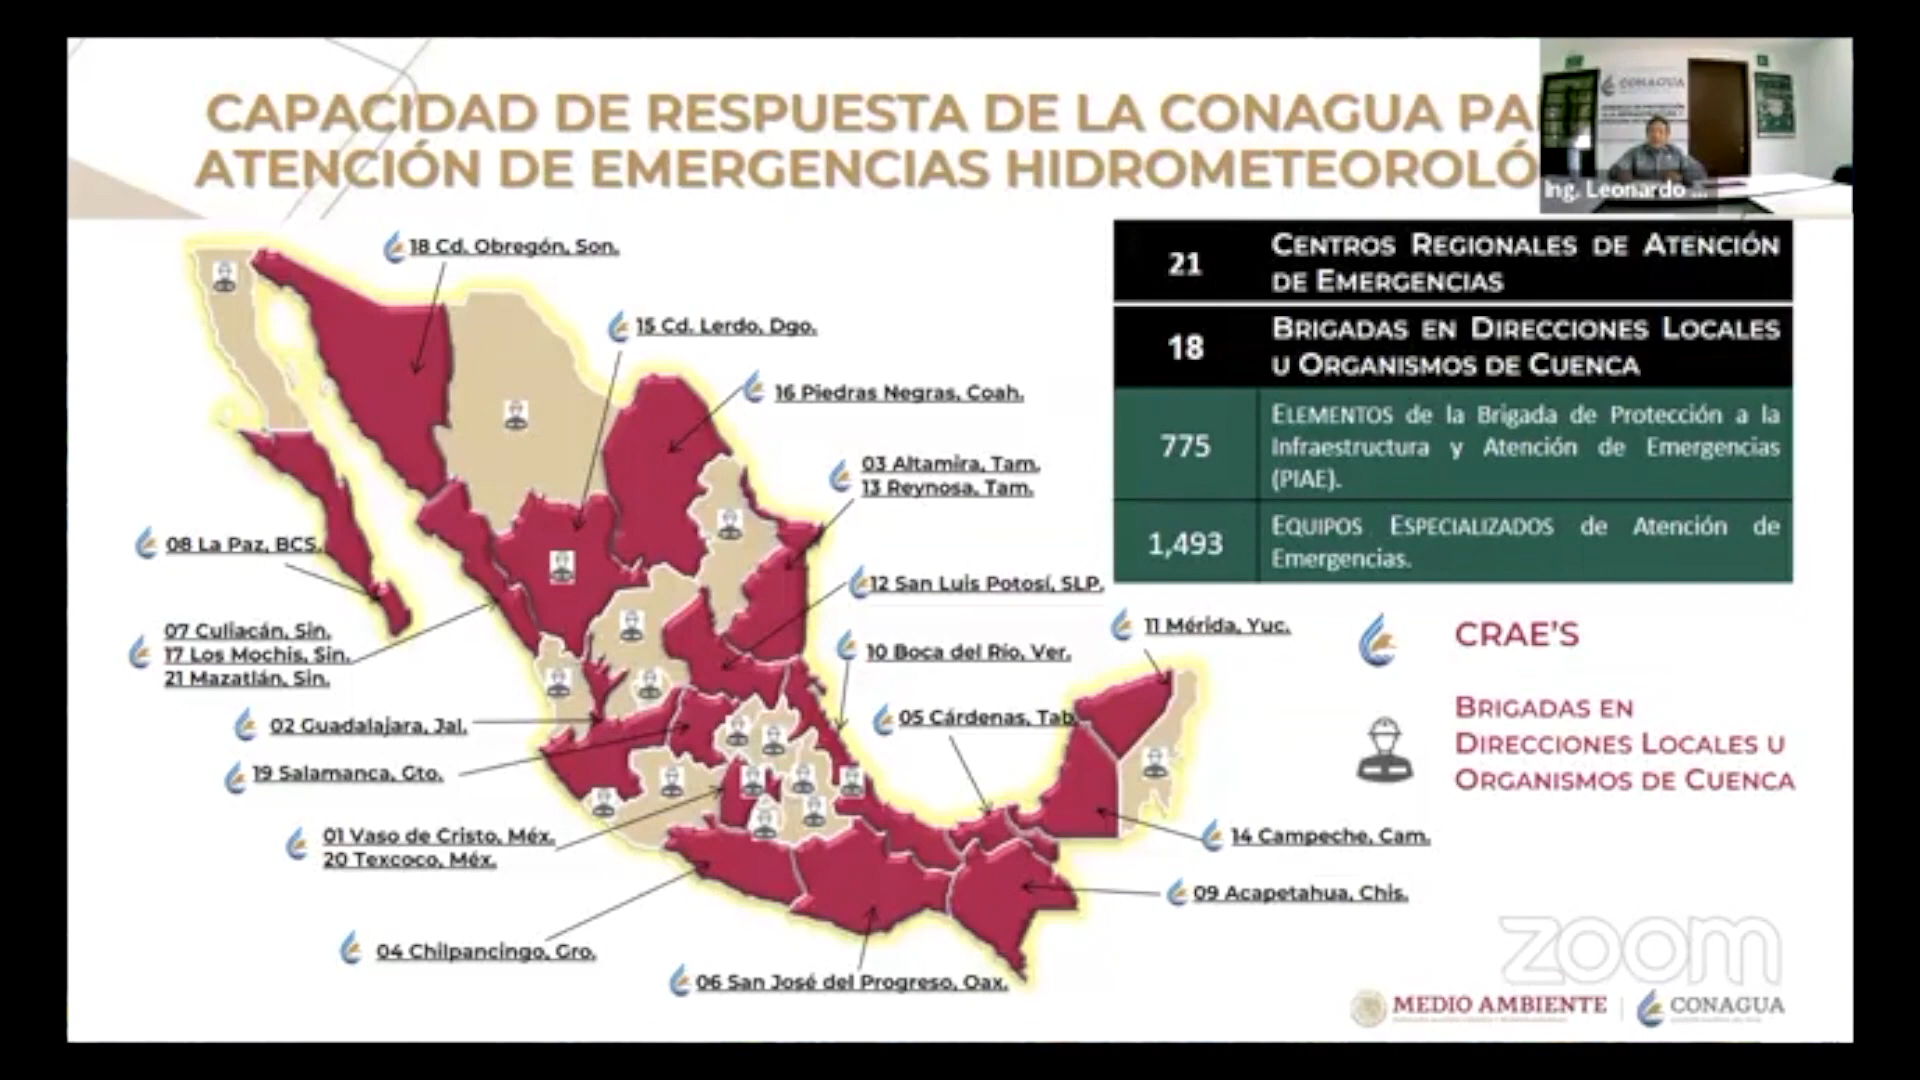 CAPACIDAD DE RESPUESTA DE LA CONAGUA PA
ATENCIÓN DE EMERGENCIAS HIDROMETEOROLÓ
CONAGUA
Ing. Leonardo ...
21
CENTROS REGIONALES DE ATENCIÓN
DE EMERGENCIAS
18
BRIGADAS EN DIRECCIONES LOCALES
U ORGANISMOS DE CUENCA
775
ELEMENTOS de la Brigada de Protección a la
Infraestructura y Atención de Emergencias
(PIAE).
1,493
EQUIPOS ESPECIALIZADOS de Atención de
Emergencias.
18 Cd. Obregón, Son.
15 Cd. Lerdo, Dgo.
16 Piedras Negras, Coah.
03 Altamira, Tam.
13 Reynosa, Tam.
08 La Paz, BCS.
12 San Luis Potosí, SLP.
07 Culiacán, Sin.
17 Los Mochis, Sin.
21 Mazatlán, Sin.
11 Mérida, Yuc.
10 Boca del Río, Ver.
02 Guadalajara, Jal.
05 Cárdenas, Tab.
19 Salamanca, Gto.
01 Vaso de Cristo, Méx.
20 Texcoco, Méx.
14 Campeche, Cam.
09 Acapetahua, Chis.
04 Chilpancingo, Gro.
06 San José del Progreso, Oax.
CRAE'S
BRIGADAS EN
DIRECCIONES LOCALES U
ORGANISMOS DE CUENCA
zoom
MEDIO AMBIENTE
CONAGUA